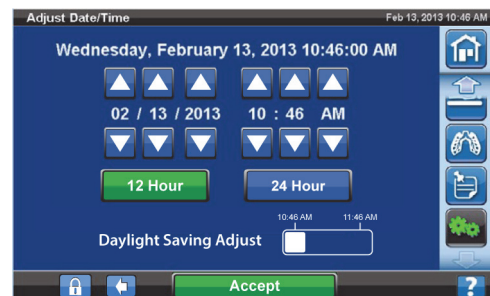 Adjust Date/Time
Feb 13, 2013 10:46 AM
Wednesday, February 13, 2013 10:46:00 AM
02 / 13 / 2013 10 : 46 AM
12 Hour 24 Hour
10:46 AM 11:46 AM
Daylight Saving Adjust
Accept
?